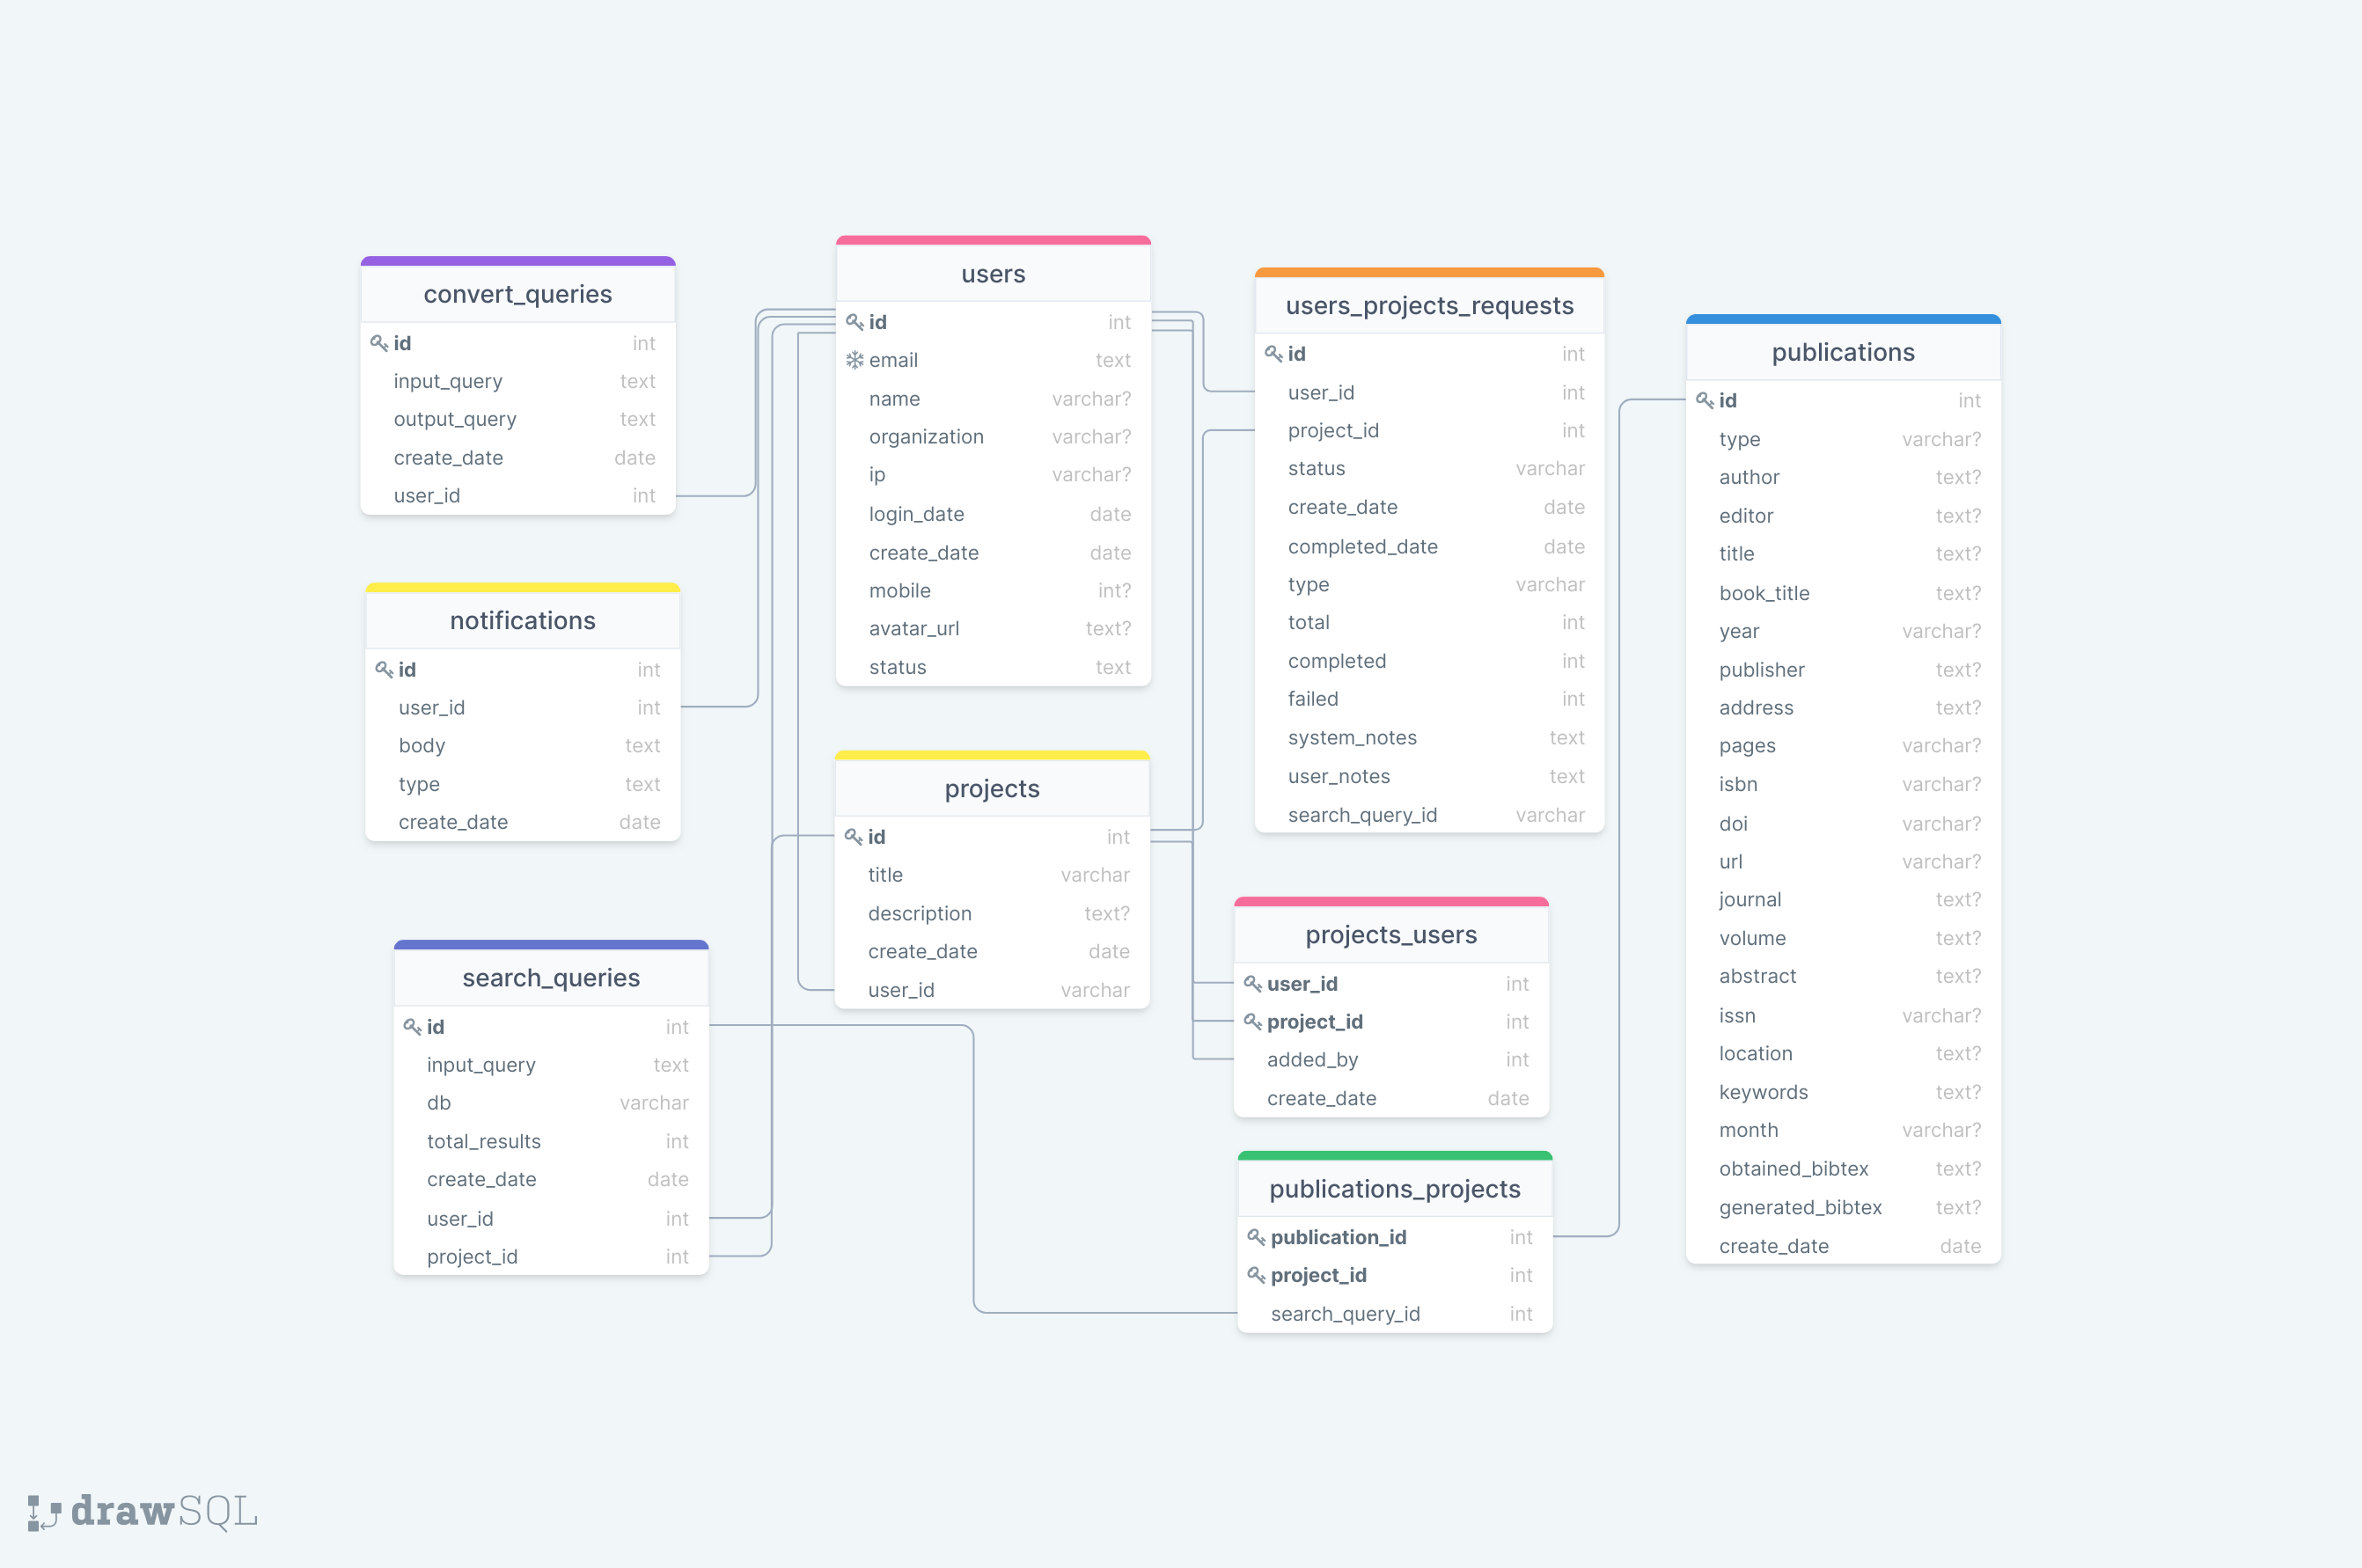 convert_queries
id int
input_query text
output_query text
create_date date
user_id int
notifications
id int
user_id int
body text
type text
create_date date
search_queries
id int
input_query text
db varchar
total_results int
create_date date
user_id int
project_id int
users
id int
email text
name varchar?
organization varchar?
ip varchar?
login_date date
create_date date
mobile int?
avatar_url text?
status text
projects
id int
title varchar
description text?
create_date date
user_id varchar
users_projects_requests
id int
user_id int
project_id int
status varchar
create_date date
completed_date date
type varchar
total int
completed int
failed int
system_notes text
user_notes text
search_query_id varchar
projects_users
user_id int
project_id int
added_by int
create_date date
publications_projects
publication_id int
project_id int
search_query_id int
publications
id int
type varchar?
author text?
editor text?
title text?
book_title text?
year varchar?
publisher text?
address text?
pages varchar?
isbn varchar?
doi varchar?
url varchar?
journal text?
volume text?
abstract text?
issn varchar?
location text?
keywords text?
month varchar?
obtained_bibtex text?
generated_bibtex text?
create_date date
drawSQL